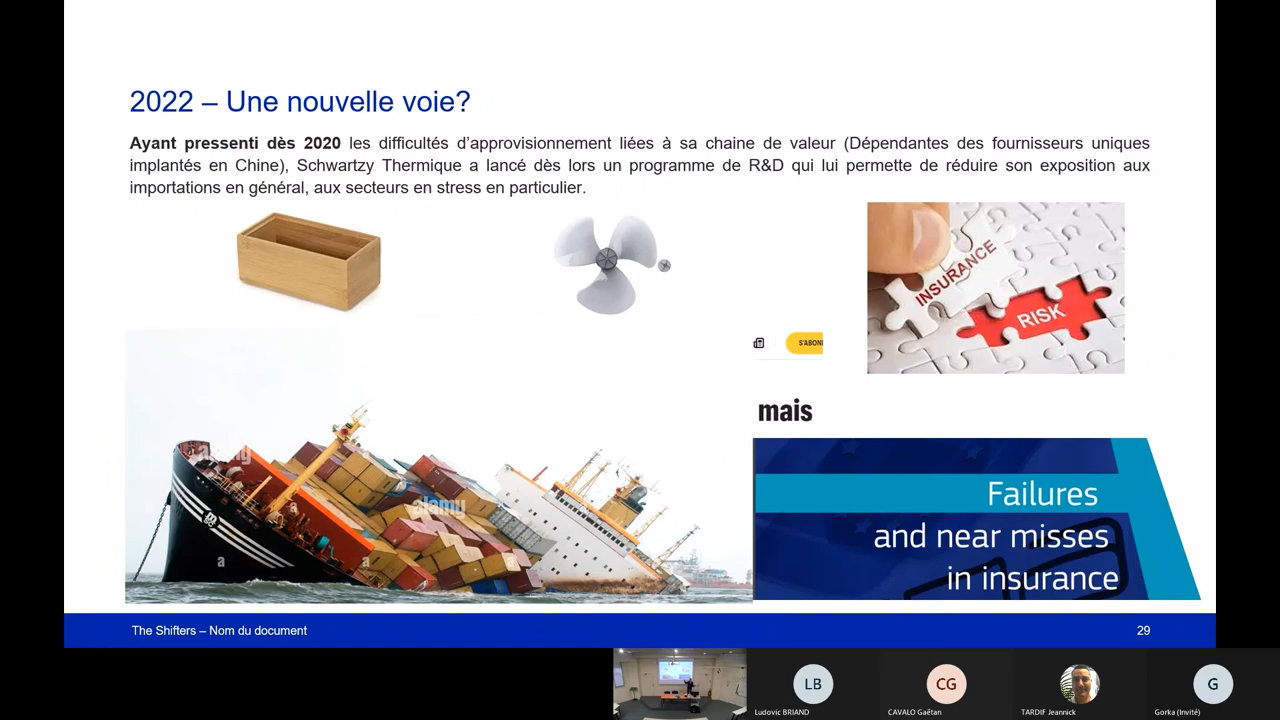 2022 – Une nouvelle voie?
Ayant pressenti dès 2020 les difficultés d’approvisionnement liées à sa chaine de valeur (Dépendantes des fournisseurs uniques
implantés en Chine), Schwartzy Thermique a lancé dès lors un programme de R&D qui lui permette de réduire son exposition aux
importations en général, aux secteurs en stress en particulier.
INSURANCE
RISK
S'ABON
mais
alamy
alamy
a
a
a
a
Failures
and near misses
in insurance
The Shifters – Nom du document
29
LB
CG
G
Ludovic BRIAND
CAVALO Gaëtan
TARDIF Jeannick
Gorka (Invité)